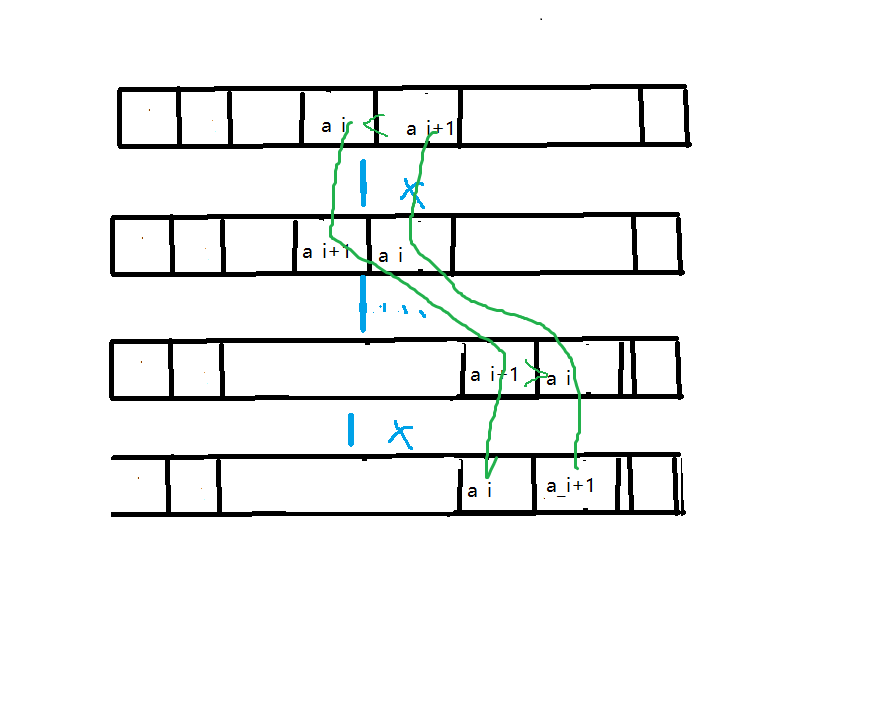 a i < a i+1
x
a i+1 a i
a i+1 > a i
x
a i a_i+1